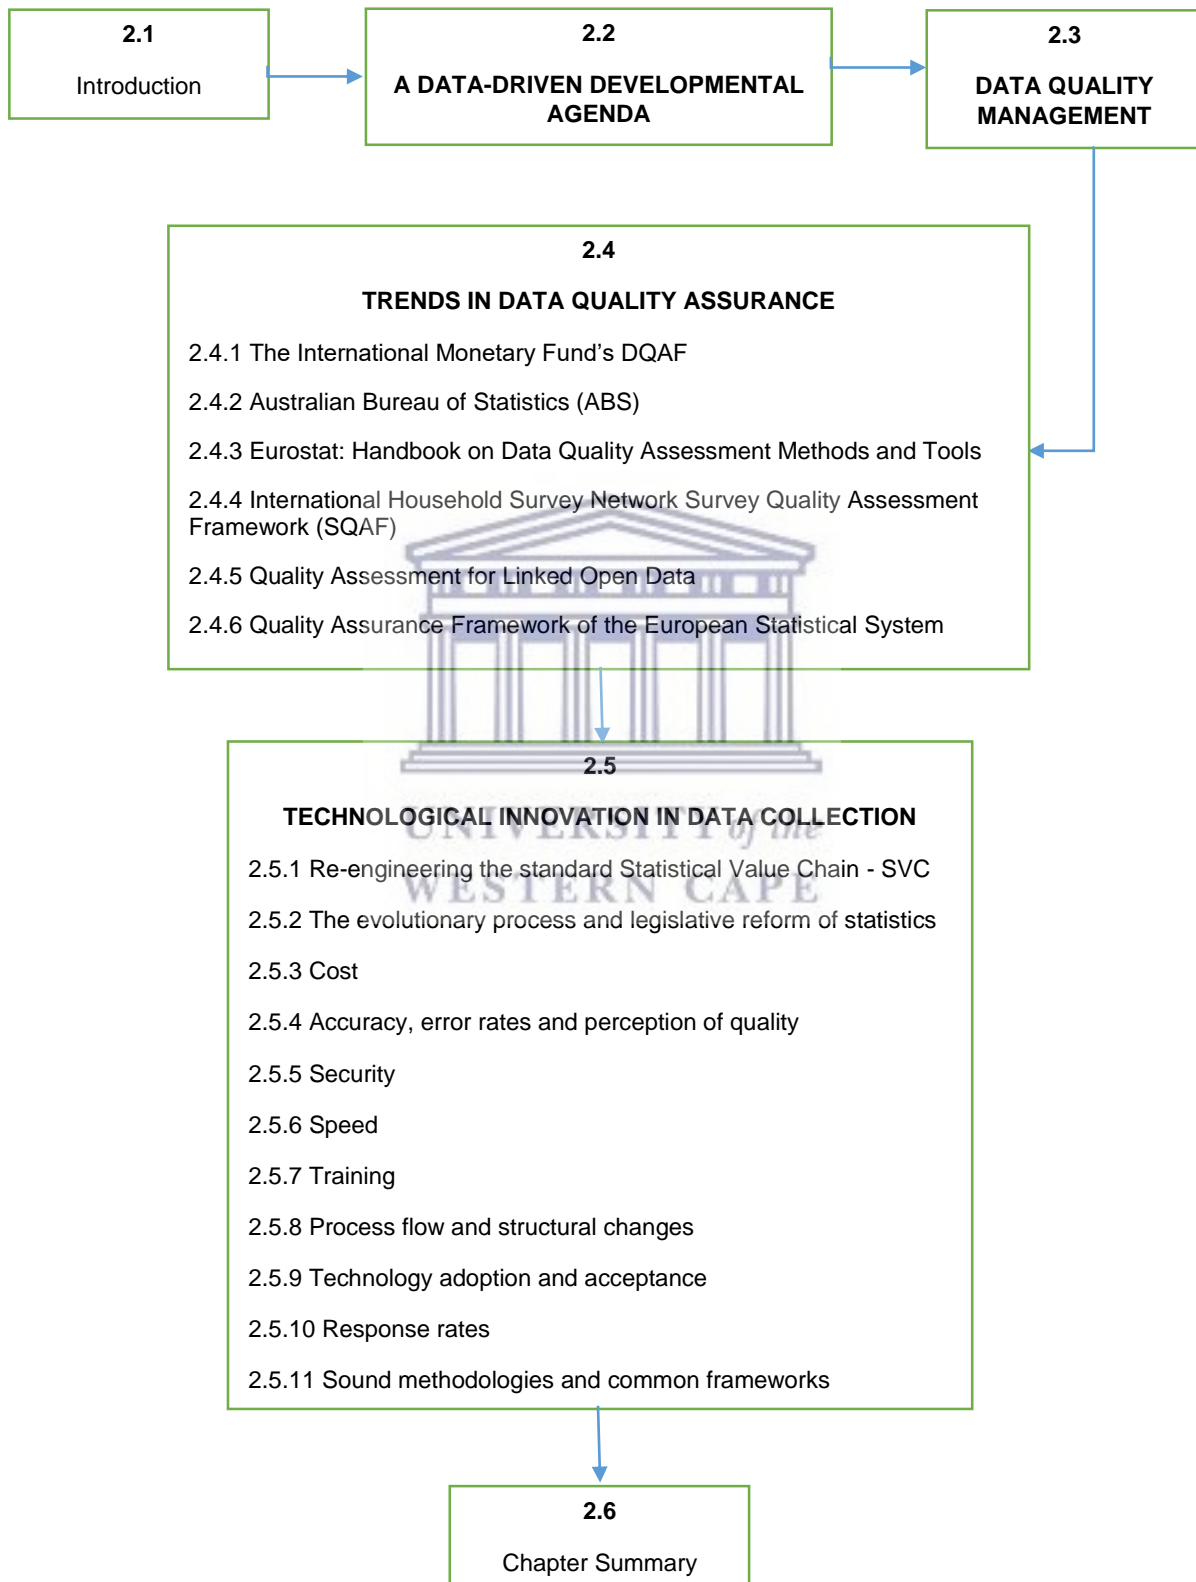 2.1
Introduction
2.2
A DATA-DRIVEN DEVELOPMENTAL
AGENDA
2.3
DATA QUALITY
MANAGEMENT
2.4
TRENDS IN DATA QUALITY ASSURANCE
2.4.1 The International Monetary Fund’s DQAF
2.4.2 Australian Bureau of Statistics (ABS)
2.4.3 Eurostat: Handbook on Data Quality Assessment Methods and Tools
2.4.4 International Household Survey Network Survey Quality Assessment
Framework (SQAF)
2.4.5 Quality Assessment for Linked Open Data
2.4.6 Quality Assurance Framework of the European Statistical System
2.5
TECHNOLOGICAL INNOVATION IN DATA COLLECTION
UNIVERSITY of the
2.5.1 Re-engineering the standard Statistical Value Chain - SVC
WESTERN CAPE
2.5.2 The evolutionary process and legislative reform of statistics
2.5.3 Cost
2.5.4 Accuracy, error rates and perception of quality
2.5.5 Security
2.5.6 Speed
2.5.7 Training
2.5.8 Process flow and structural changes
2.5.9 Technology adoption and acceptance
2.5.10 Response rates
2.5.11 Sound methodologies and common frameworks
2.6
Chapter Summary